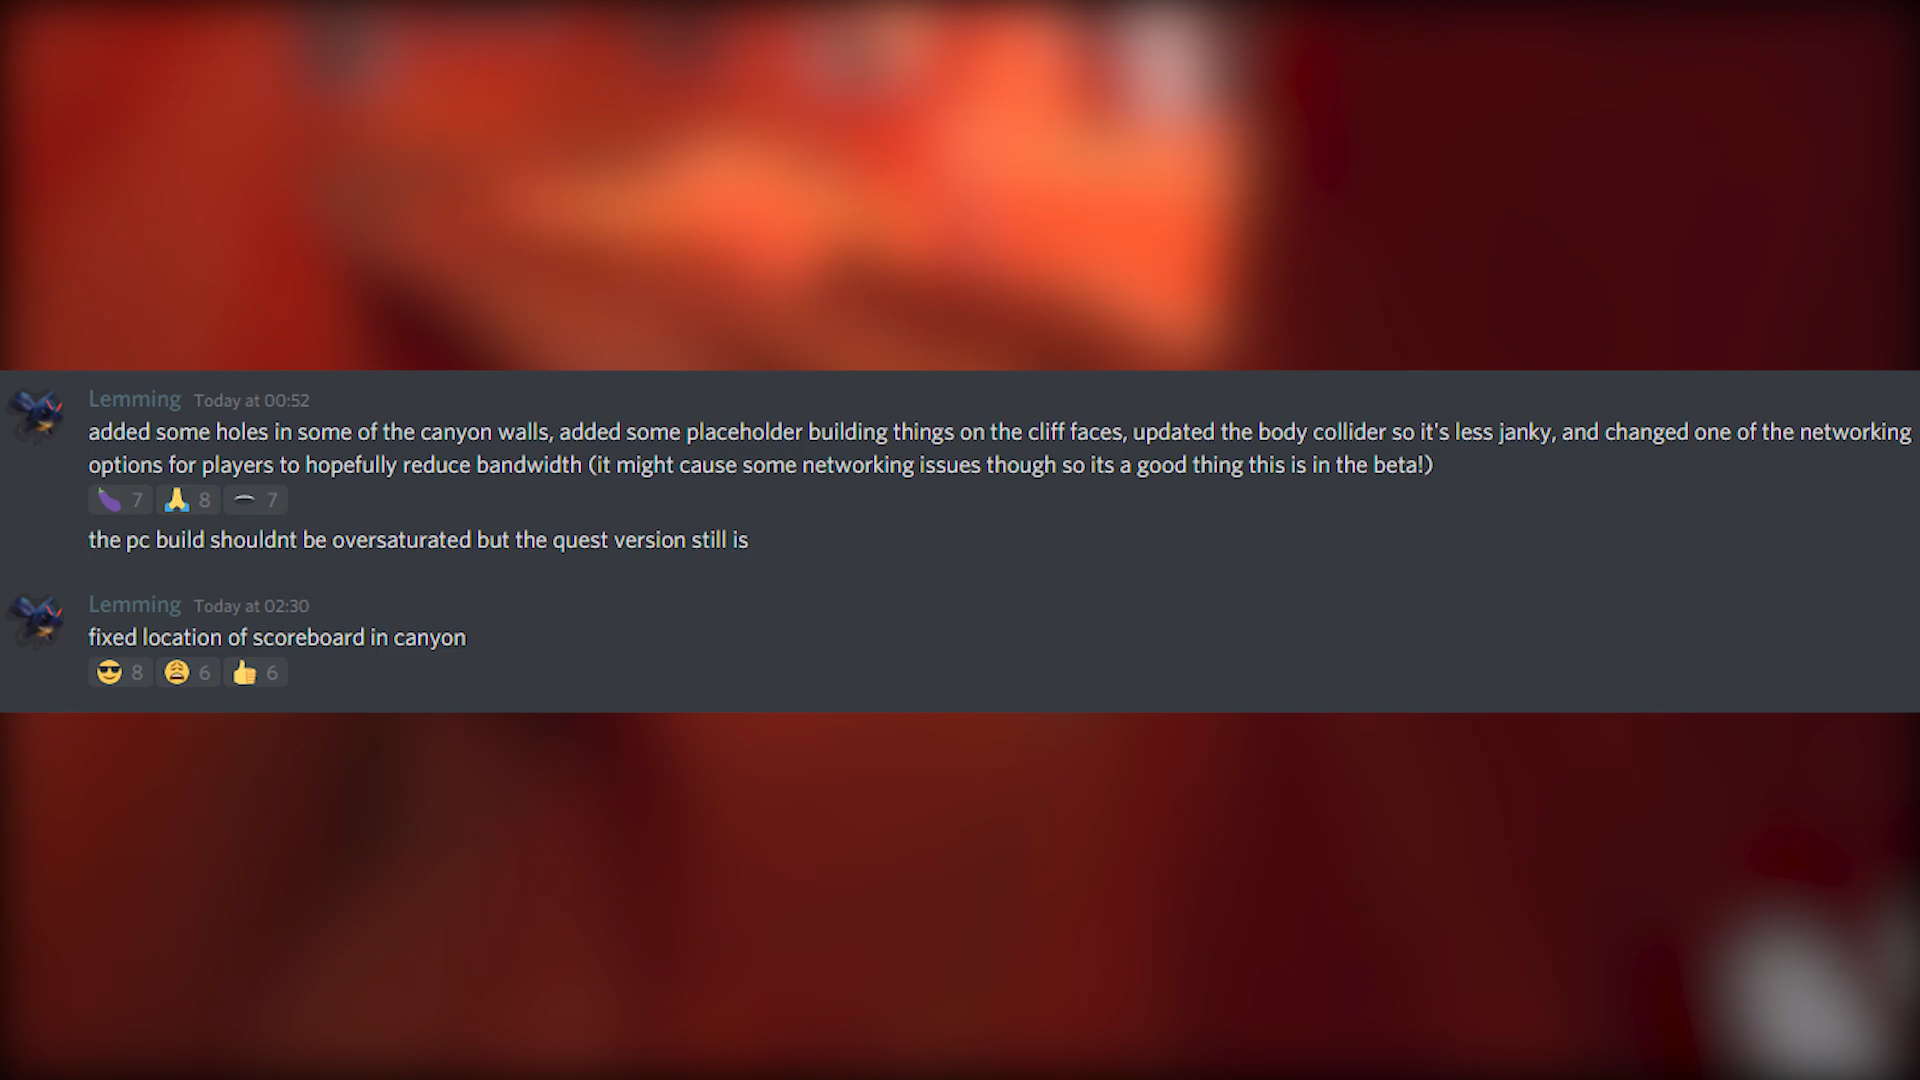 Lemming Today at 00:52
added some holes in some of the canyon walls, added some placeholder building things on the cliff faces, updated the body collider so it's less janky, and changed one of the networking
options for players to hopefully reduce bandwidth (it might cause some networking issues though so its a good thing this is in the beta!)
7 8 7
the pc build shouldnt be oversaturated but the quest version still is
Lemming Today at 02:30
fixed location of scoreboard in canyon
8 6 6